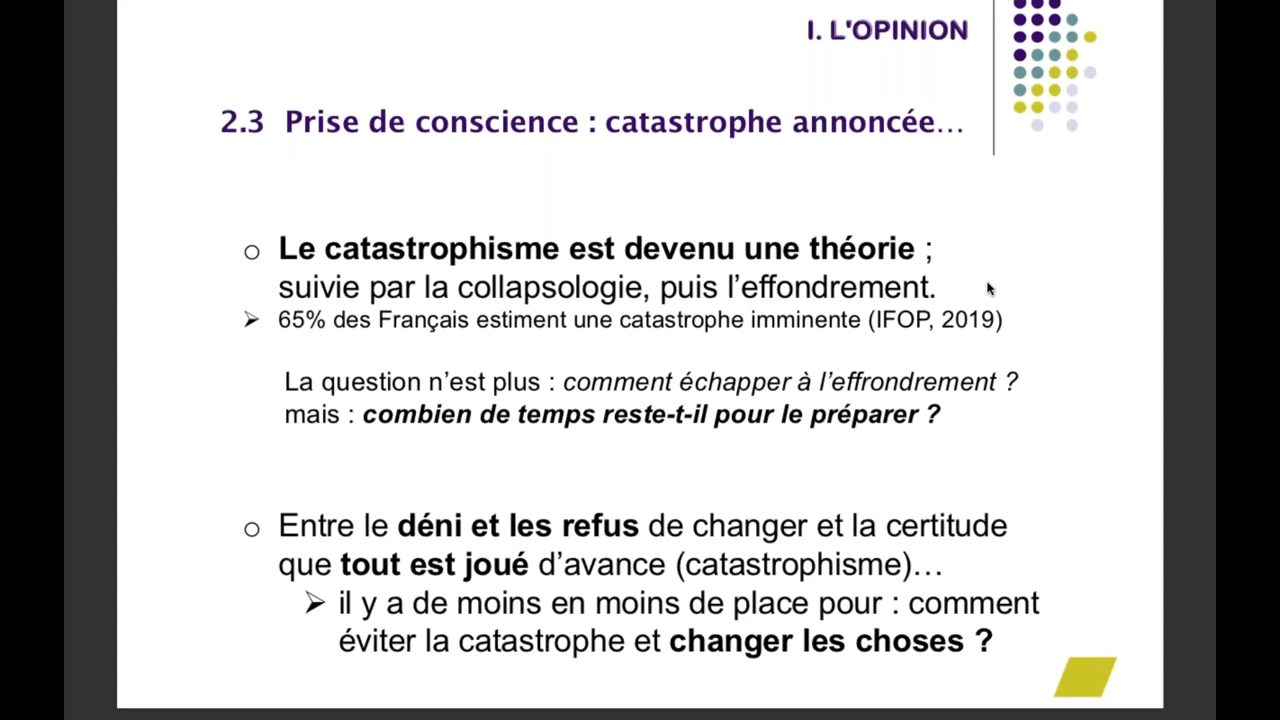 I. L'OPINION
2.3 Prise de conscience : catastrophe annoncée…
o Le catastrophisme est devenu une théorie ;
suivie par la collapsologie, puis l’effondrement.
➢ 65% des Français estiment une catastrophe imminente (IFOP, 2019)
La question n’est plus : comment échapper à l’effrondrement ?
mais : combien de temps reste-t-il pour le préparer ?
o Entre le déni et les refus de changer et la certitude
que tout est joué d’avance (catastrophisme)…
➢ il y a de moins en moins de place pour : comment
éviter la catastrophe et changer les choses ?